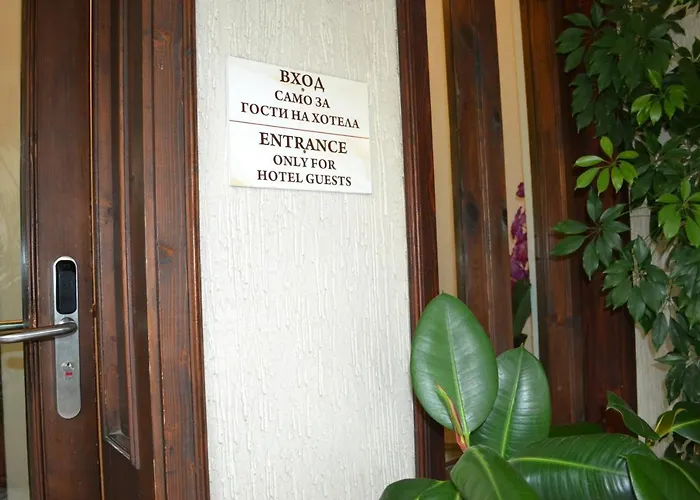 ВХОД
САМО ЗА
ГОСТИ НА ХОТЕЛА
ENTRANCE
ONLY FOR
HOTEL GUESTS